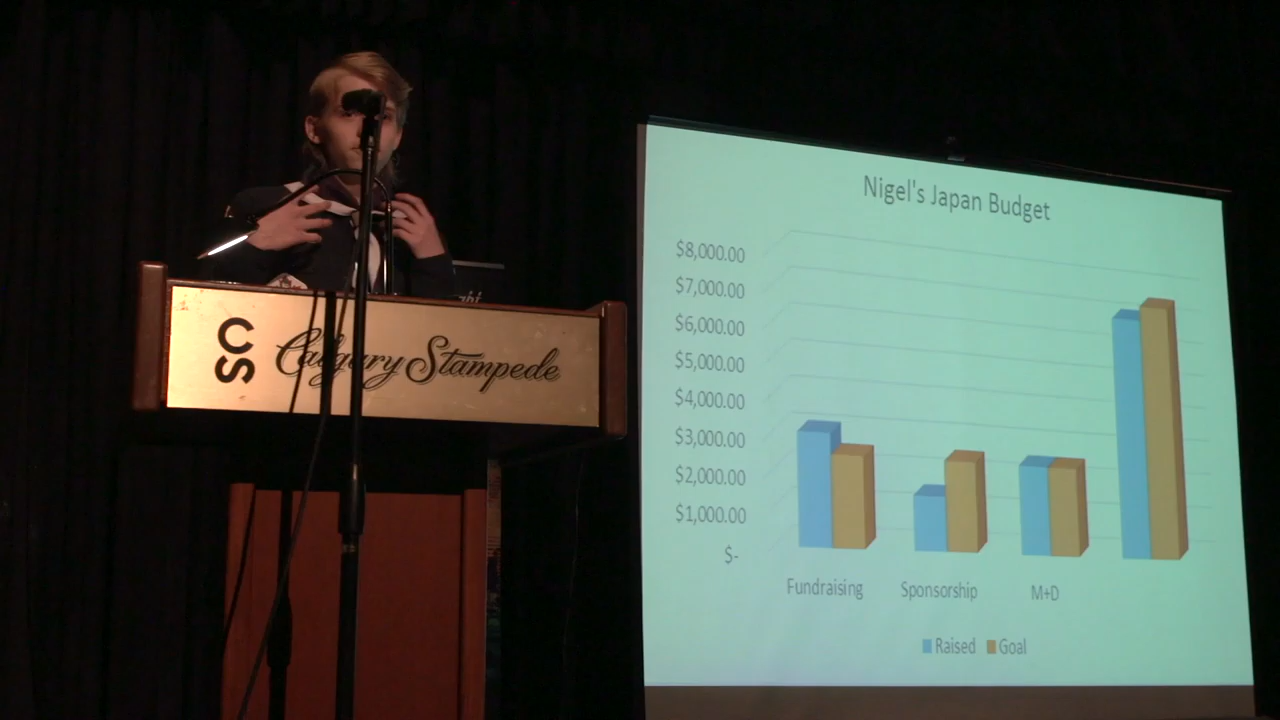 CS
Calgary Stampede
Nigel's Japan Budget
$8,000.00
$7,000.00
$6,000.00
$5,000.00
$4,000.00
$3,000.00
$2,000.00
$1,000.00
$-
Fundraising Sponsorship M+D
Raised Goal